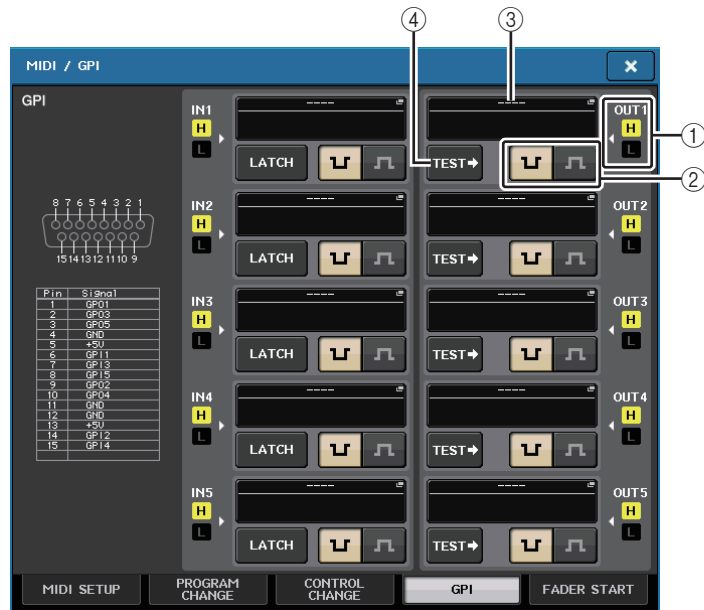 ④ ③
MIDI / GPI ×
GPI
8 7 6 5 4 3 2 1
15 14 13 12 11 10 9
Pin Signal
1 GPO1
2 GPO3
3 GPO5
4 GND
5 +5V
6 GPI1
7 GPI3
8 GPI5
9 GPO2
10 GPO4
11 GND
12 GND
13 +5V
14 GPI2
15 GPI4
IN1 ---- ---- OUT1
H H ①
L LATCH TEST L ②
IN2 ---- ---- OUT2
H H
L LATCH TEST L
IN3 ---- ---- OUT3
H H
L LATCH TEST L
IN4 ---- ---- OUT4
H H
L LATCH TEST L
IN5 ---- ---- OUT5
H H
L LATCH TEST L
MIDI SETUP
PROGRAM
CHANGE
CONTROL
CHANGE
GPI
FADER START